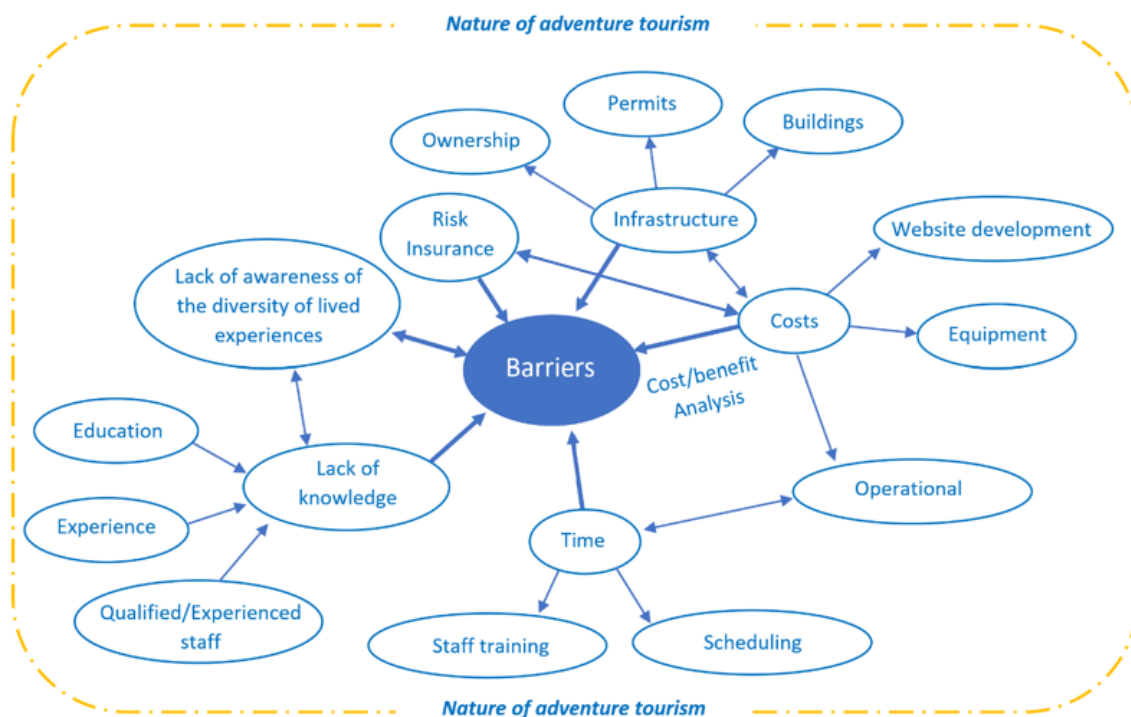 Nature of adventure tourism
Permits
Buildings
Ownership
Risk
Insurance
Infrastructure
Website development
Lack of awareness of
the diversity of lived
experiences
Costs
Equipment
Barriers
Cost/benefit
Analysis
Education
Lack of
knowledge
Operational
Experience
Time
Qualified/Experienced
staff
Staff training
Scheduling
Nature of adventure tourism